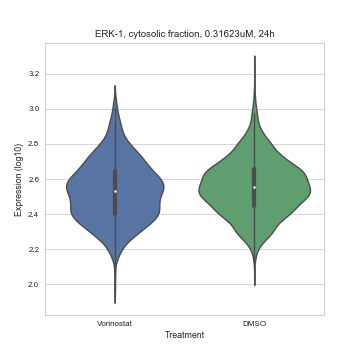 ERK-1, cytosolic fraction, 0.31623uM, 24h
3.2
3.0
2.8
2.6
2.4
2.2
2.0
Expression (log10)
Vorinostat DMSO
Treatment